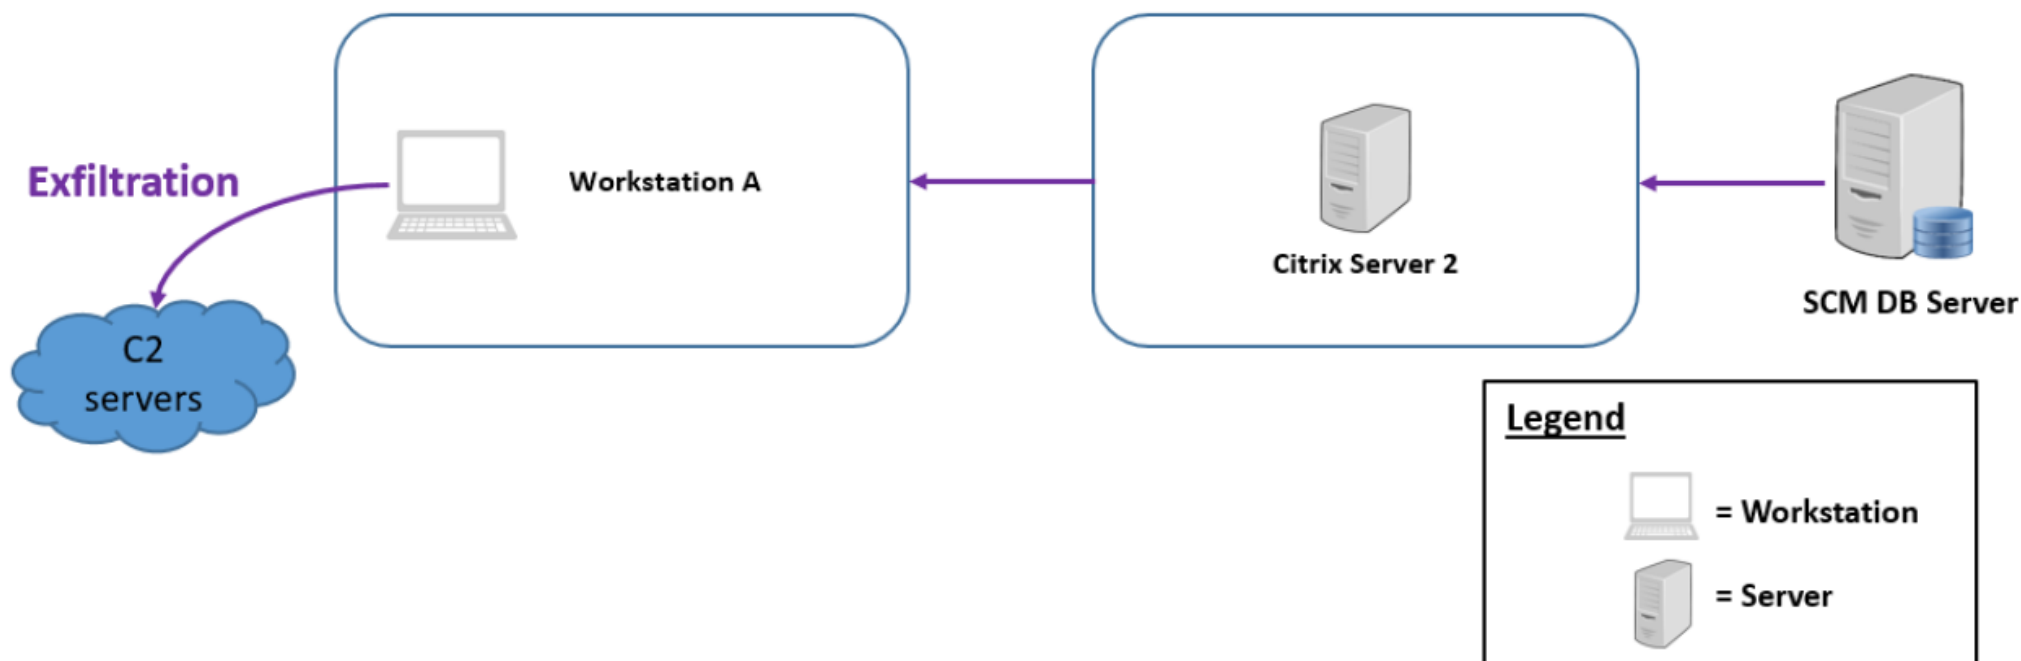 Exfiltration
Workstation A
Citrix Server 2
SCM DB Server
C2
servers
Legend
= Workstation
= Server